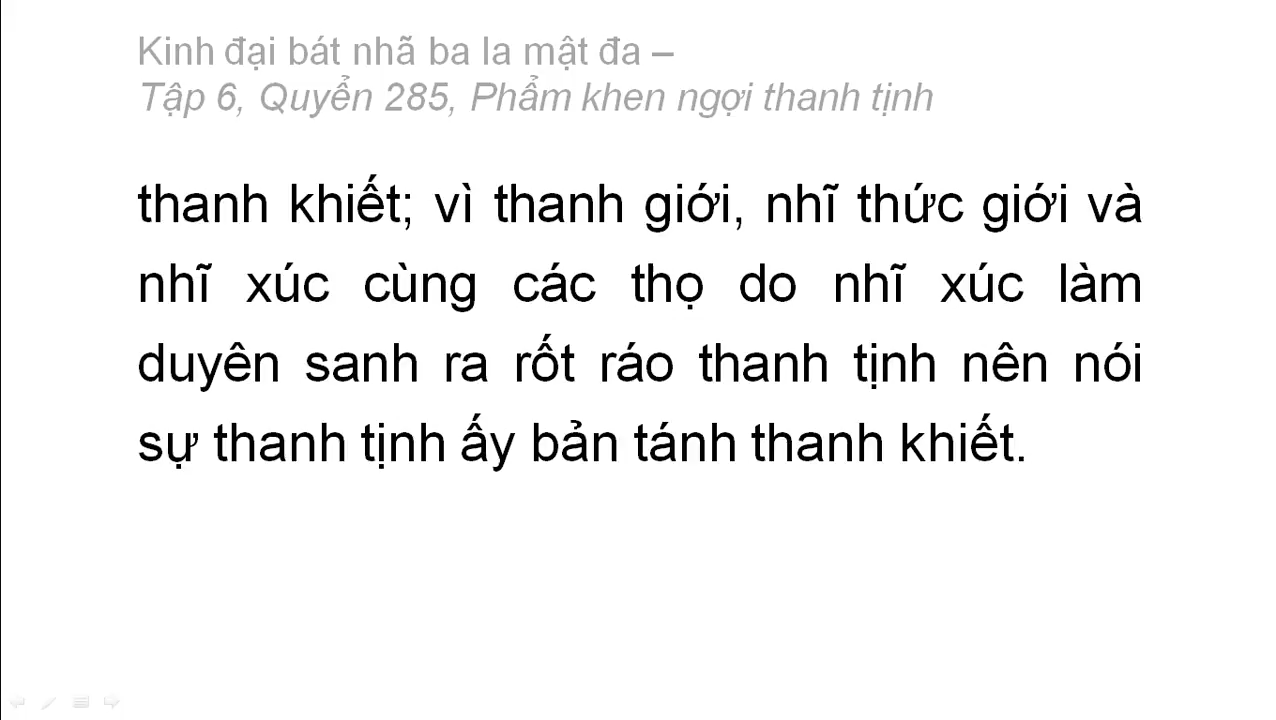 Kinh đại bát nhã ba la mật đa –
Tập 6, Quyển 285, Phẩm khen ngợi thanh tịnh
thanh khiết; vì thanh giới, nhĩ thức giới và
nhĩ xúc cùng các thọ do nhĩ xúc làm
duyên sanh ra rốt ráo thanh tịnh nên nói
sự thanh tịnh ấy bản tánh thanh khiết.